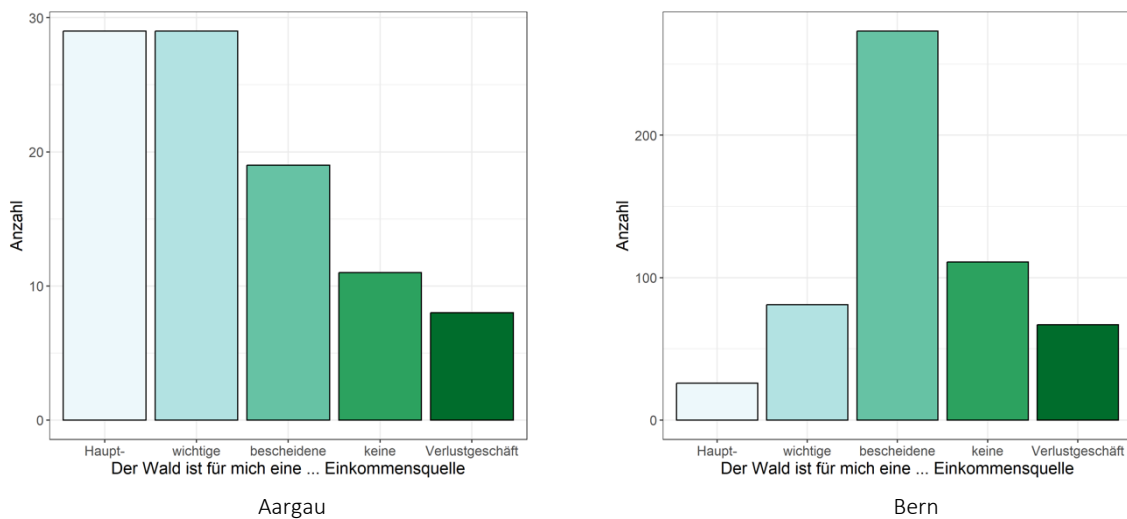 30
20
10
0
Anzahl
Haupt- wichtige bescheidene keine Verlustgeschäft
Der Wald ist für mich eine ... Einkommensquelle
Aargau
200
100
0
Anzahl
Haupt- wichtige bescheidene keine Verlustgeschäft
Der Wald ist für mich eine ... Einkommensquelle
Bern